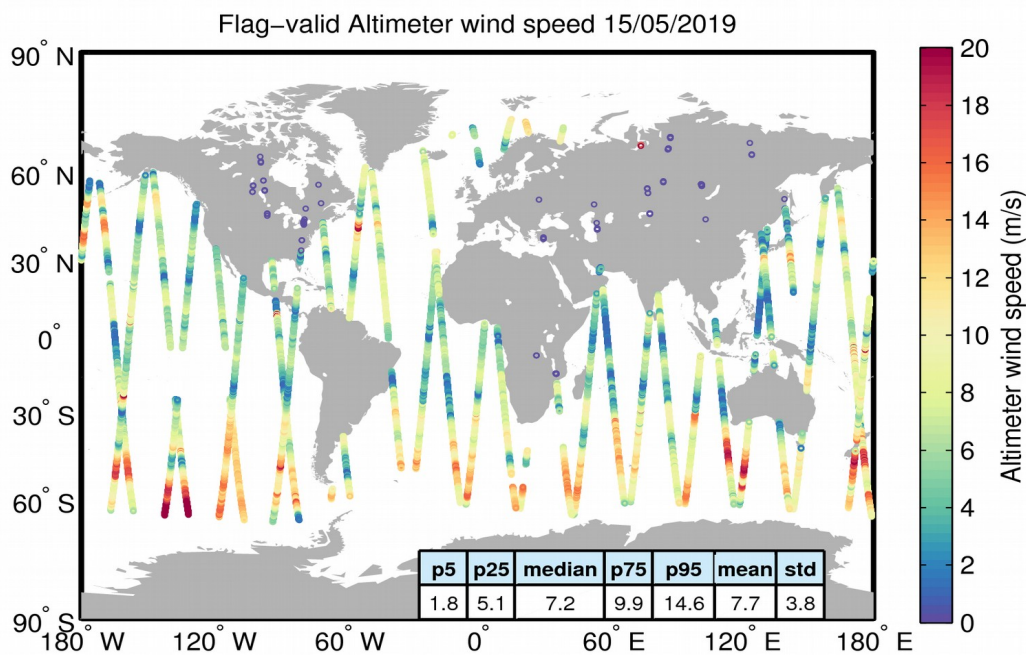 Flag−valid Altimeter wind speed 15/05/2019
90° N
60° N
30° N
0°
30° S
60° S
90° S
180° W
120° W
60° W
0°
60° E
120° E
180° E
p5 p25 median p75 p95 mean std
1.8 5.1 7.2 9.9 14.6 7.7 3.8
20
18
16
14
12
10
8
6
4
2
0
Altimeter wind speed (m/s)